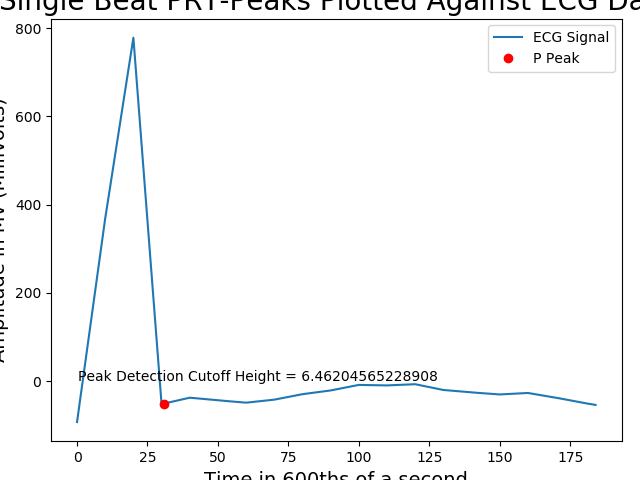 Single Beat PRT-Peaks Plotted Against ECG Da
Amplitude in MV (Millivolts)
800
600
400
200
0
ECG Signal
P Peak
Peak Detection Cutoff Height = 6.46204565228908
0 25 50 75 100 125 150 175
Time in 600ths of a second